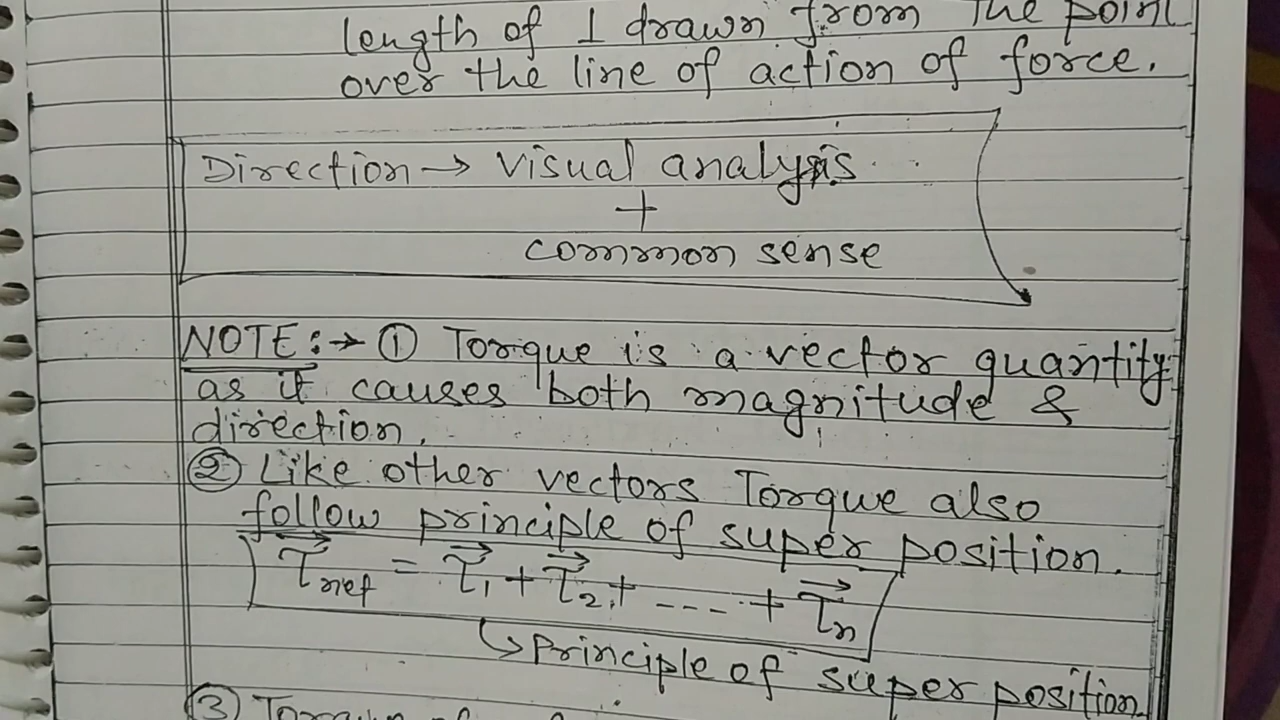 length of ⊥ drawn from the point
over the line of action of force.
Direction → visual analysis.
+
common sense
NOTE:→ ① Torque is a vector quantity
as it causes both magnitude &
direction.
② Like other vectors Torque also
follow principle of super position.
τ⃗net = τ⃗1 + τ⃗2 + ---- + τ⃗n
↳ Principle of super position
③